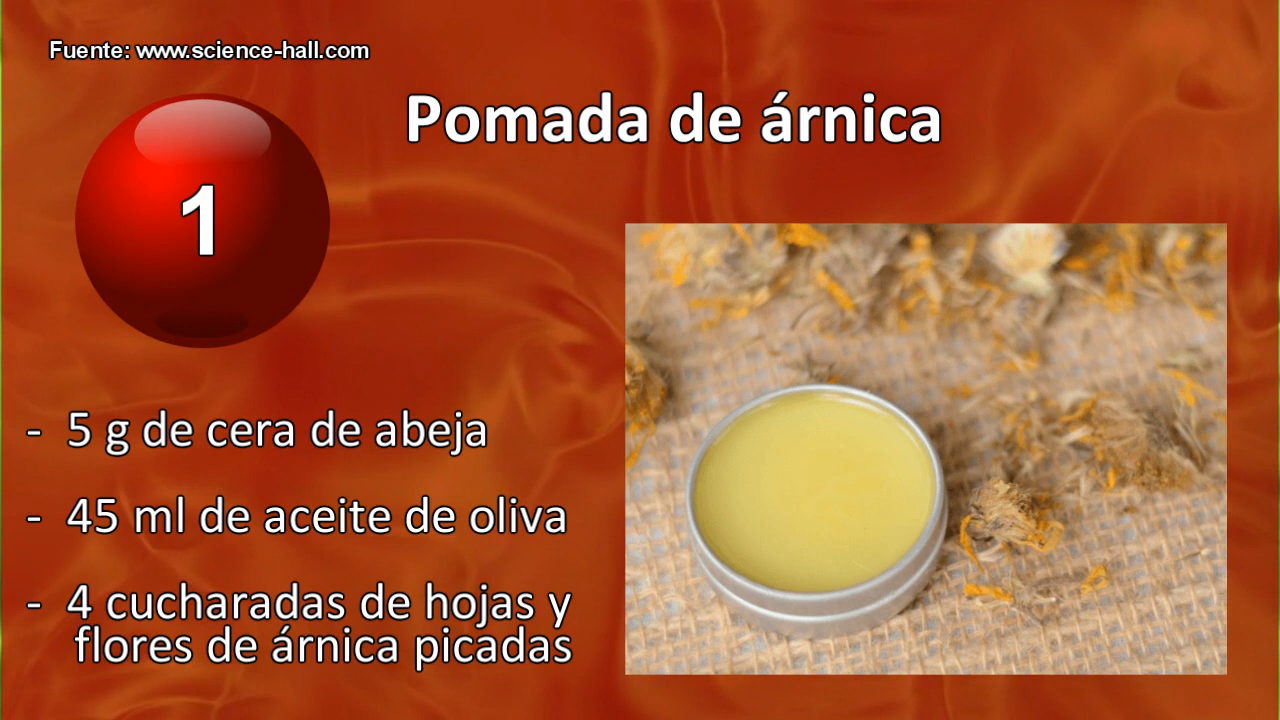 Fuente: www.science-hall.com
Pomada de árnica
1
- 5 g de cera de abeja
- 45 ml de aceite de oliva
- 4 cucharadas de hojas y
flores de árnica picadas